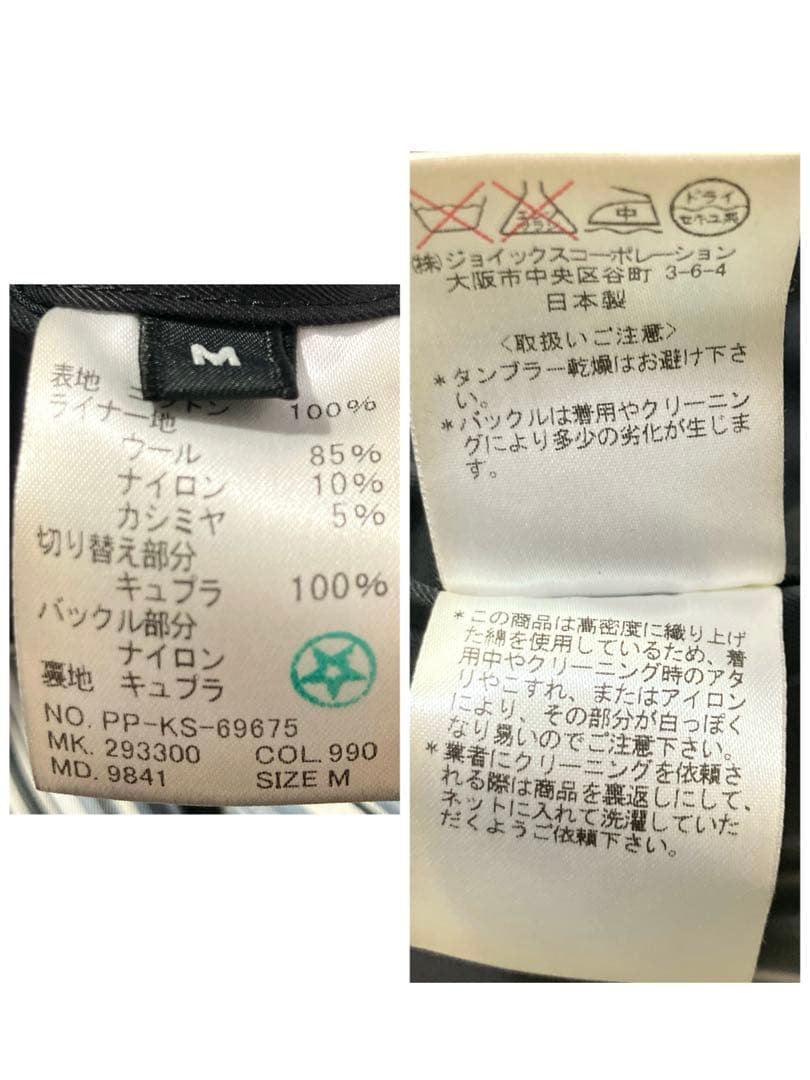 M
表地 コットン 100%
ライナー地
ウール 85%
ナイロン 10%
カシミヤ 5%
切り替え部分
キュプラ 100%
バックル部分
ナイロン
裏地 キュプラ
NO. PP-KS-69675
MK. 293300 COL. 990
MD. 9841 SIZE M
エンソ
サラシ
中
ドライ
セキユ系
(株)ジョイックスコーポレーション
大阪市中央区谷町 3-6-4
日本製
〈取扱いご注意〉
*タンブラー乾燥はお避け下さ
い。
*バックルは着用やクリーニン
グにより多少の劣化が生じま
す。
*この商品は高密度に織り上げ
た綿を使用しているため、着
用中やクリーニング時のアタ
リやこすれ、またはアイロン
により、その部分が白っぽく
なり易いのでご注意下さい。
*業者にクリーニングを依頼さ
れる際は商品を裏返しにして、
ネットに入れて洗濯していた
だくようご依頼下さい。